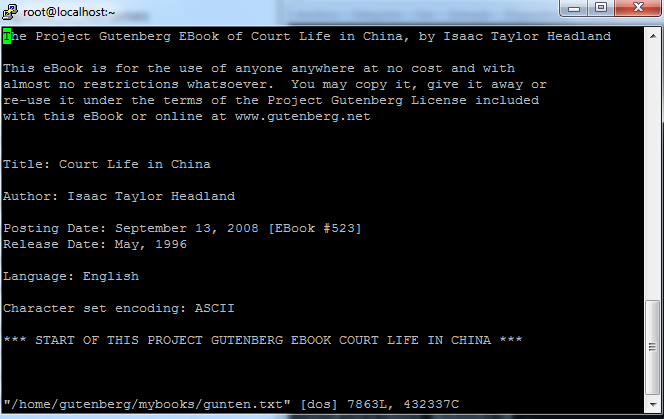 root@localhost:~
The Project Gutenberg EBook of Court Life in China, by Isaac Taylor Headland
This eBook is for the use of anyone anywhere at no cost and with
almost no restrictions whatsoever.  You may copy it, give it away or
re-use it under the terms of the Project Gutenberg License included
with this eBook or online at www.gutenberg.net
Title: Court Life in China
Author: Isaac Taylor Headland
Posting Date: September 13, 2008 [EBook #523]
Release Date: May, 1996
Language: English
Character set encoding: ASCII
*** START OF THIS PROJECT GUTENBERG EBOOK COURT LIFE IN CHINA ***
"/home/gutenberg/mybooks/gunten.txt" [dos] 7863L, 432337C